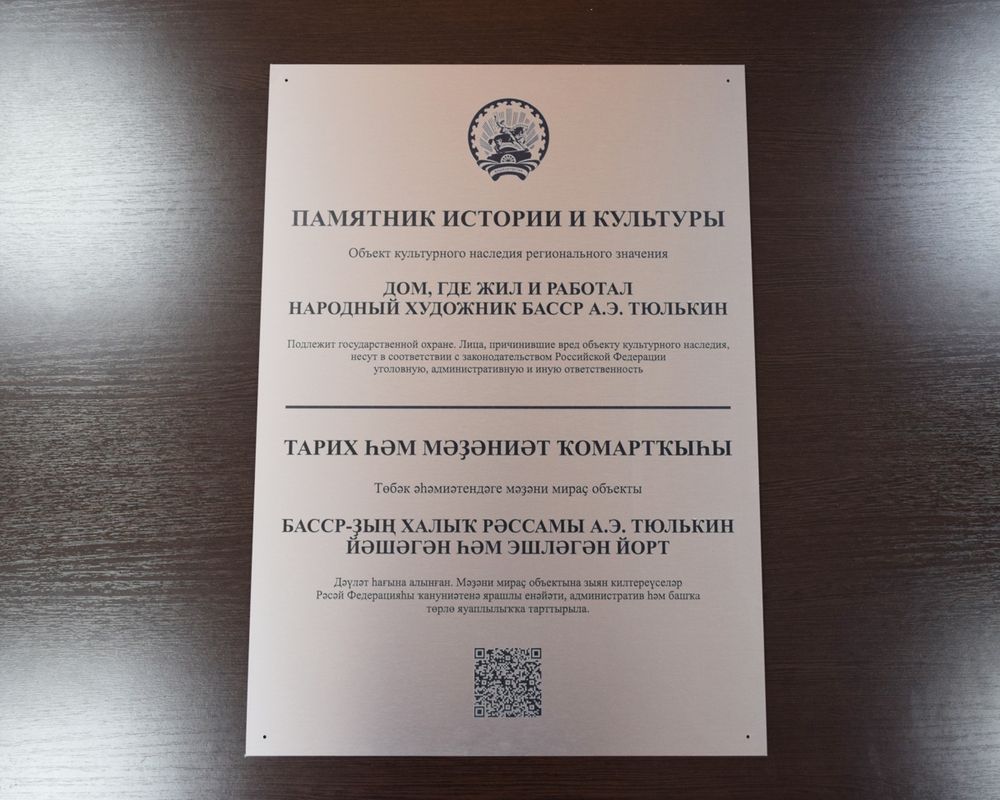 ПАМЯТНИК ИСТОРИИ И КУЛЬТУРЫ
Объект культурного наследия регионального значения
ДОМ, ГДЕ ЖИЛ И РАБОТАЛ
НАРОДНЫЙ ХУДОЖНИК БАССР А.Э. ТЮЛЬКИН
Подлежит государственной охране. Лица, причинившие вред объекту культурного наследия,
несут в соответствии с законодательством Российской Федерации
уголовную, административную и иную ответственность
ТАРИХ ҺӘМ МӘҘӘНИӘТ ҠОМАРТҠЫҺЫ
Төбәк әһәмиәтендәге мәҙәни мираҫ объекты
БАССР-ҘЫҢ ХАЛЫҠ РӘССАМЫ А.Э. ТЮЛЬКИН
ЙӘШӘГӘН ҺӘМ ЭШЛӘГӘН ЙОРТ
Дәүләт һағына алынған. Мәҙәни мираҫ объектына зыян килтереүселәр
Рәсәй Федерацияһы ҡануниәтенә ярашлы енәйәти, административ һәм башҡа
төрлө яуаплылыҡҡа тарттырыла.